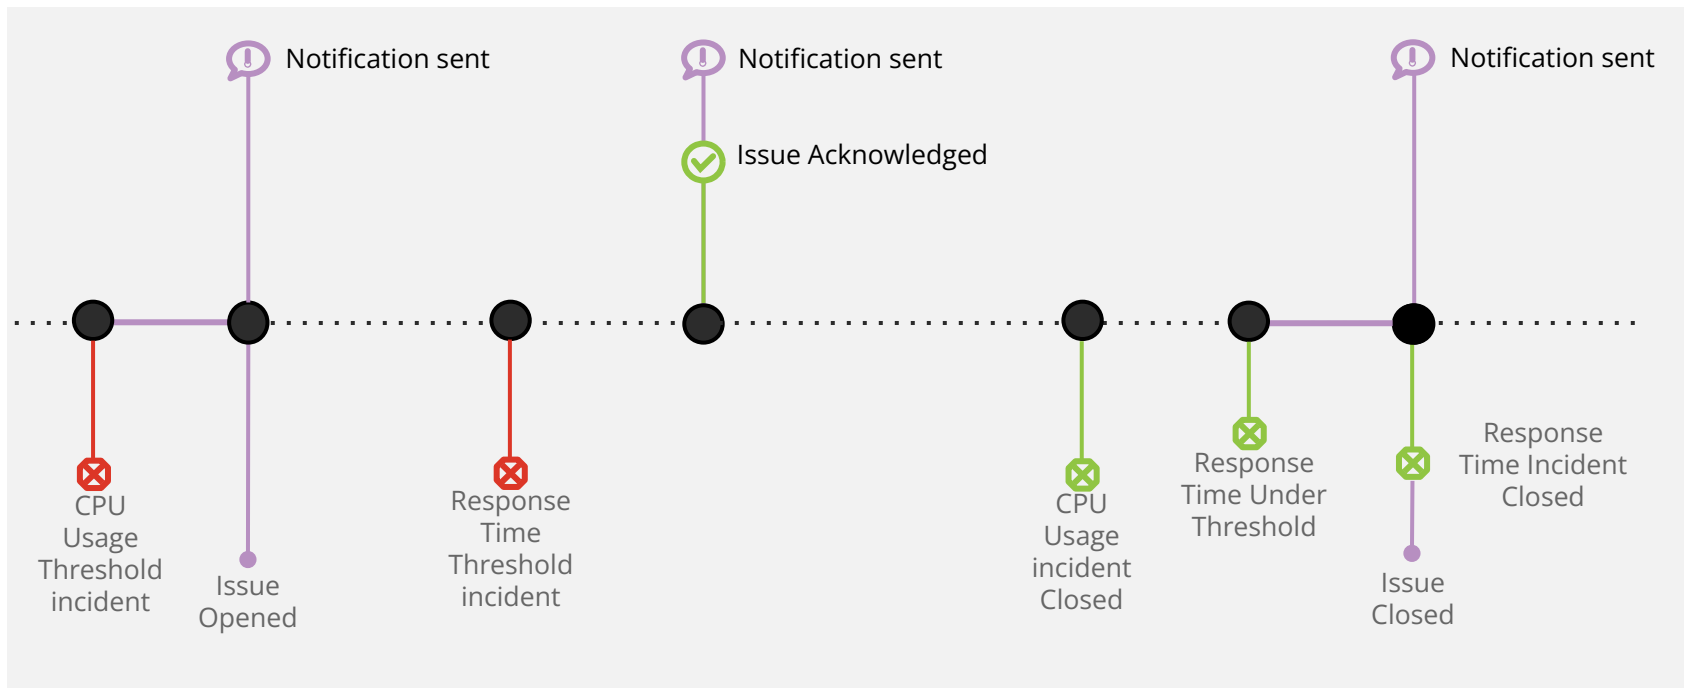 Notification sent
Notification sent
Notification sent
Issue Acknowledged
CPU
Usage
Threshold
incident
Issue
Opened
Response
Time
Threshold
incident
CPU
Usage
incident
Closed
Response
Time Under
Threshold
Response
Time Incident
Closed
Issue
Closed